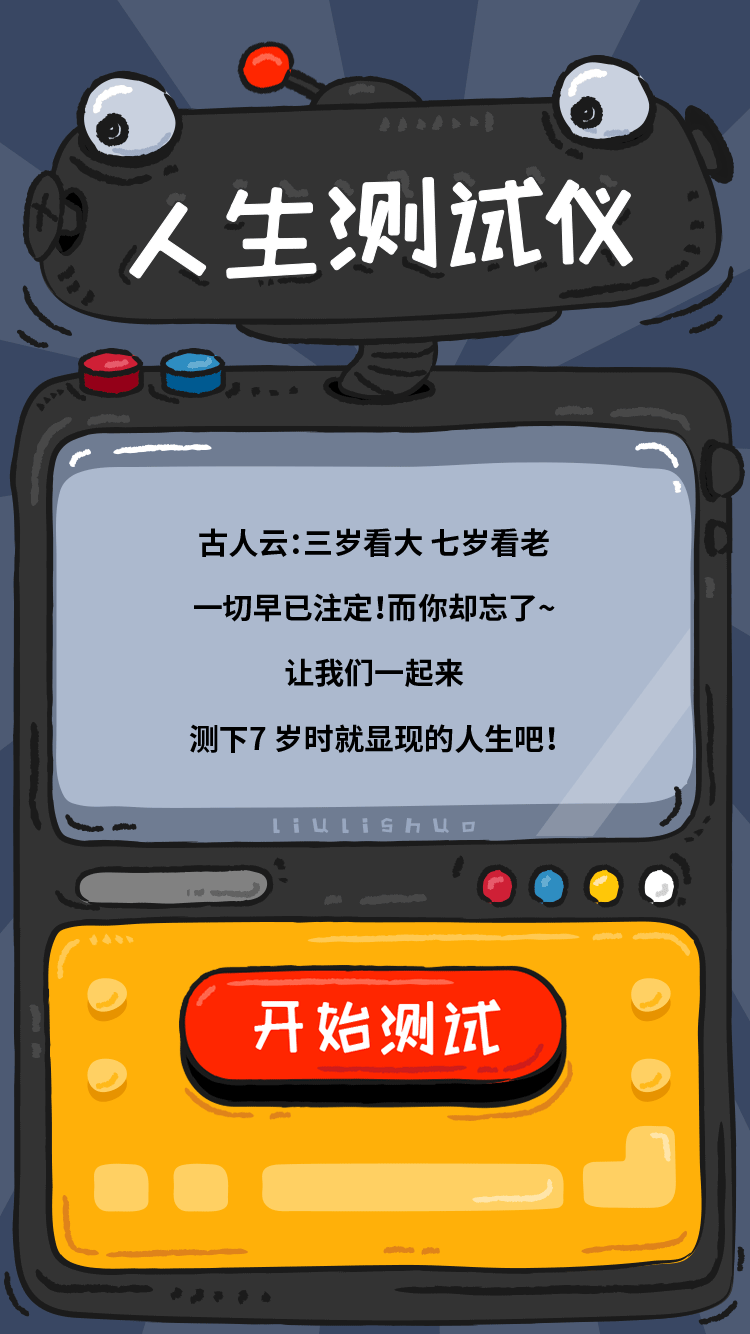 人生测试仪
古人云：三岁看大 七岁看老
一切早已注定！而你却忘了~
让我们一起来
测下7 岁时就显现的人生吧！
liulishuo
开始测试